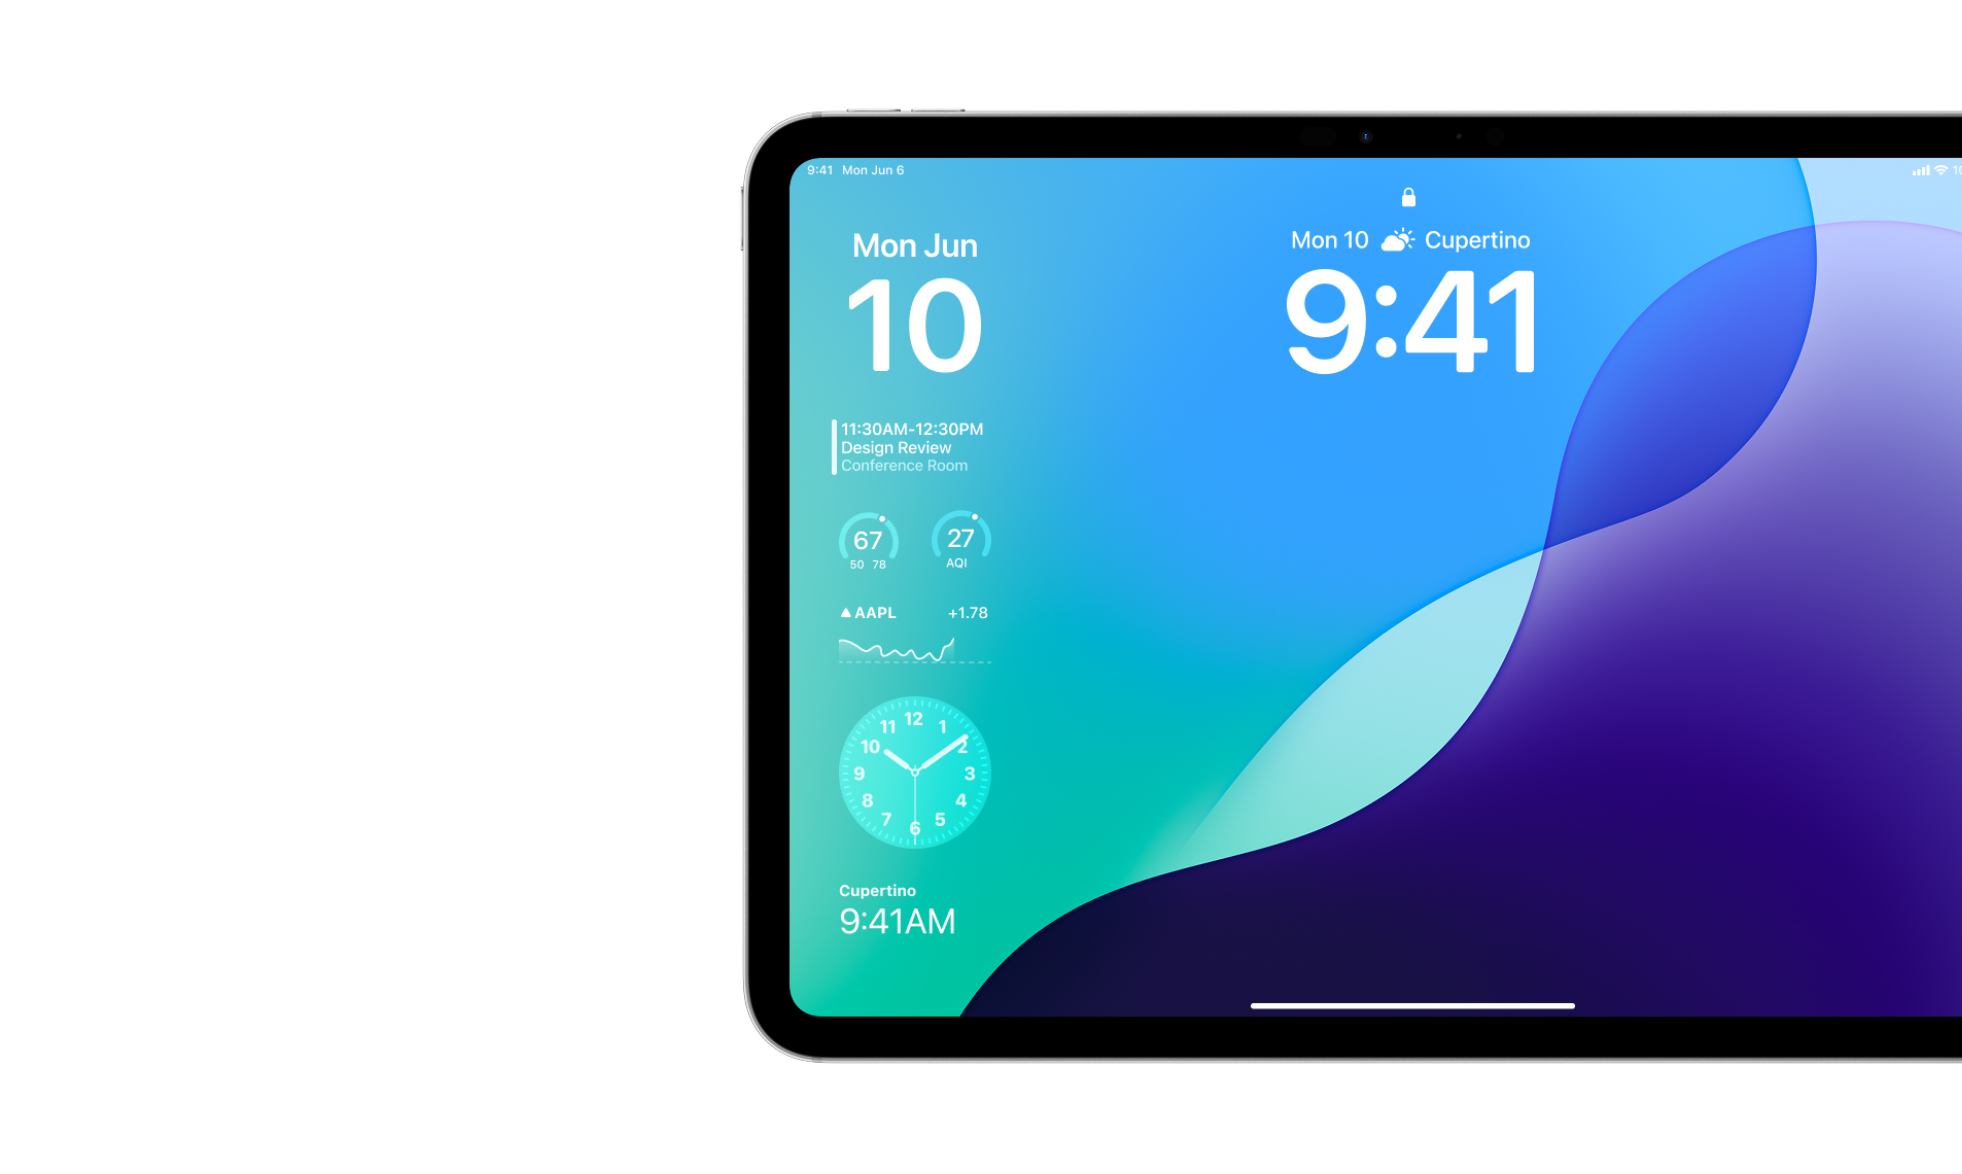 9:41 Mon Jun 6
Mon Jun
10
11:30AM-12:30PM
Design Review
Conference Room
67
50 78
27
AQI
AAPL +1.78
12
1
2
3
4
5
6
7
8
9
10
11
Cupertino
9:41AM
Mon 10 Cupertino
9:41
10